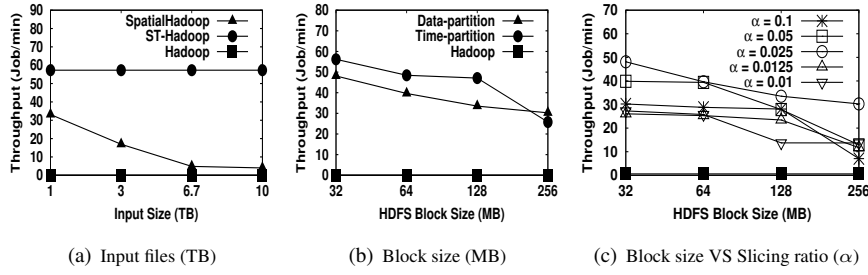 90
80
70
60
50
40
30
20
10
0
Throughput (Job/min)
SpatialHadoop
ST-Hadoop
Hadoop
1
3
6.7
10
Input Size (TB)
(a) Input files (TB)
80
70
60
50
40
30
20
10
0
Throughput (Job/min)
Data-partition
Time-partition
Hadoop
32
64
128
256
HDFS Block Size (MB)
(b) Block size (MB)
70
60
50
40
30
20
10
0
Throughput (Job/min)
α = 0.1
α = 0.05
α = 0.025
α = 0.0125
α = 0.01
32
64
128
256
HDFS Block Size (MB)
(c) Block size VS Slicing ratio (α)